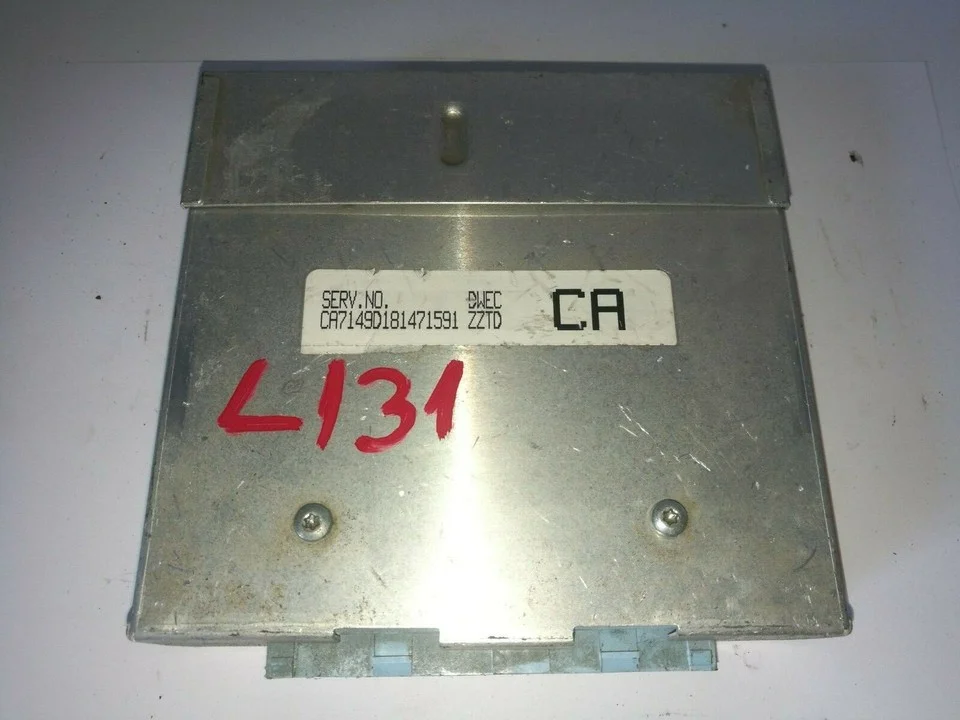 SERV.NO. DWEC
CA7149D181471591 ZZTD
CA
L131